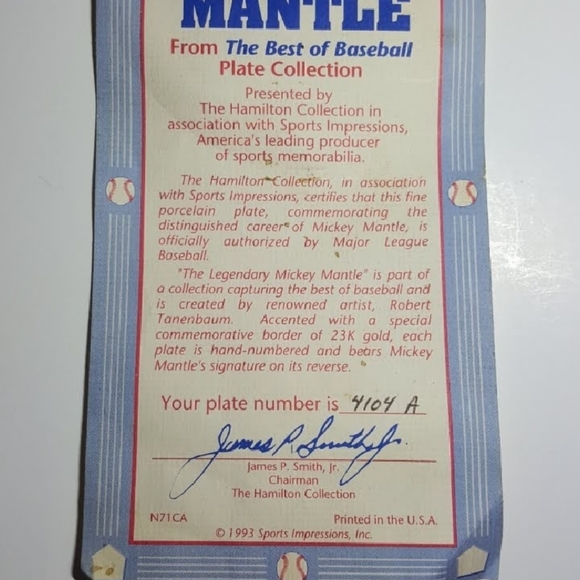 MANTLE
From The Best of Baseball
Plate Collection
Presented by
The Hamilton Collection in
association with Sports Impressions,
America's leading producer
of sports memorabilia.
The Hamilton Collection, in association
with Sports Impressions, certifies that this fine
porcelain plate, commemorating the
distinguished career of Mickey Mantle, is
officially authorized by Major League
Baseball.
"The Legendary Mickey Mantle" is part of
a collection capturing the best of baseball and
is created by renowned artist, Robert
Tanenbaum. Accented with a special
commemorative border of 23K gold, each
plate is hand-numbered and bears Mickey
Mantle's signature on its reverse.
Your plate number is 4104 A
James P. Smith, Jr.
James P. Smith, Jr.
Chairman
The Hamilton Collection
N71CA Printed in the U.S.A.
© 1993 Sports Impressions, Inc.